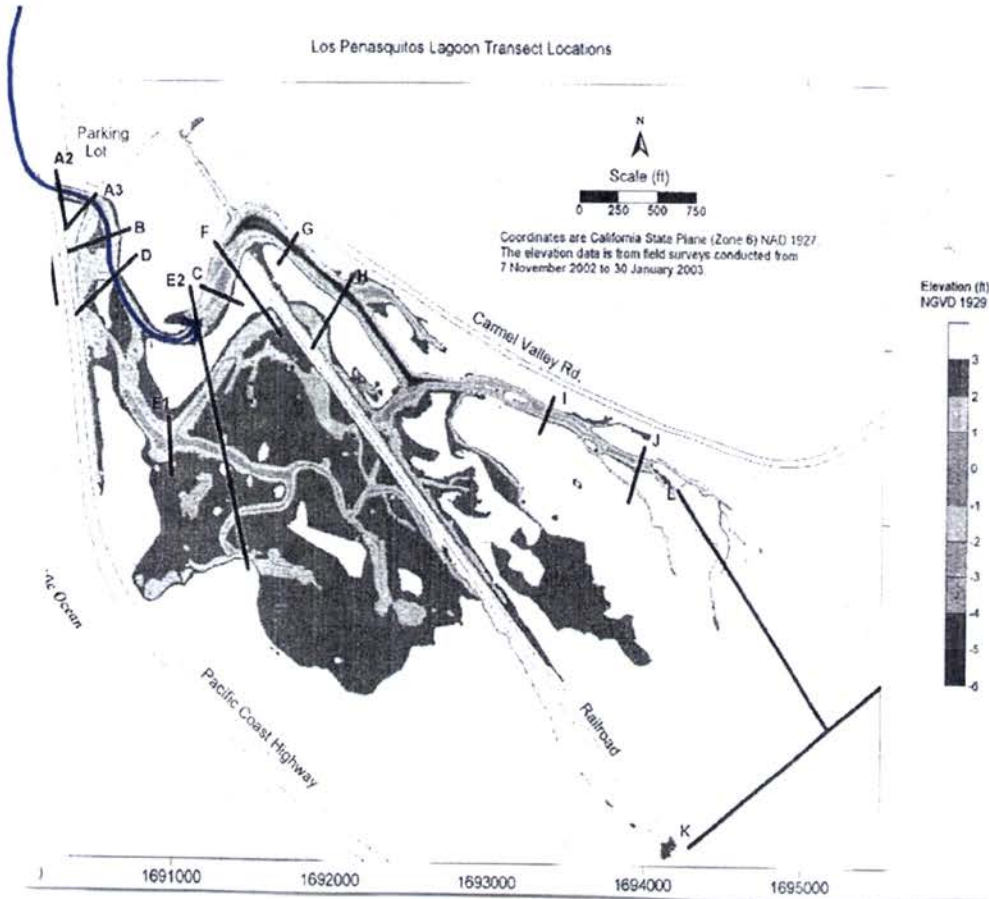 Los Penasquitos Lagoon Transect Locations
Parking
Lot
N
Scale (ft)
0 250 500 750
Coordinates are California State Plane (Zone 6) NAD 1927.
The elevation data is from field surveys conducted from
7 November 2002 to 30 January 2003.
A2
A3
B
D
F
G
E2 C
H
Carmel Valley Rd.
Elevation (ft)
NGVD 1929
3
2
1
0
-1
-2
-3
-4
-5
-6
E1
I
J
L
Ocean
Pacific Coast Highway
Railroad
K
1691000 1692000 1693000 1694000 1695000